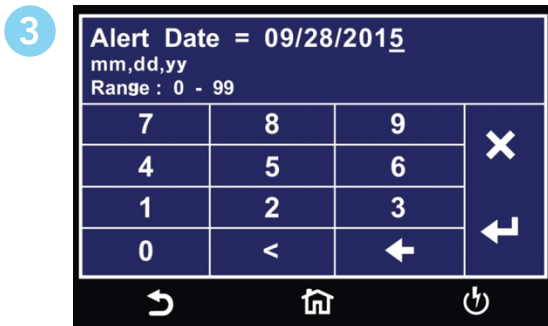 3
Alert Date = 09/28/2015
mm,dd,yy
Range : 0 - 99
7 8 9
4 5 6
1 2 3
0 <